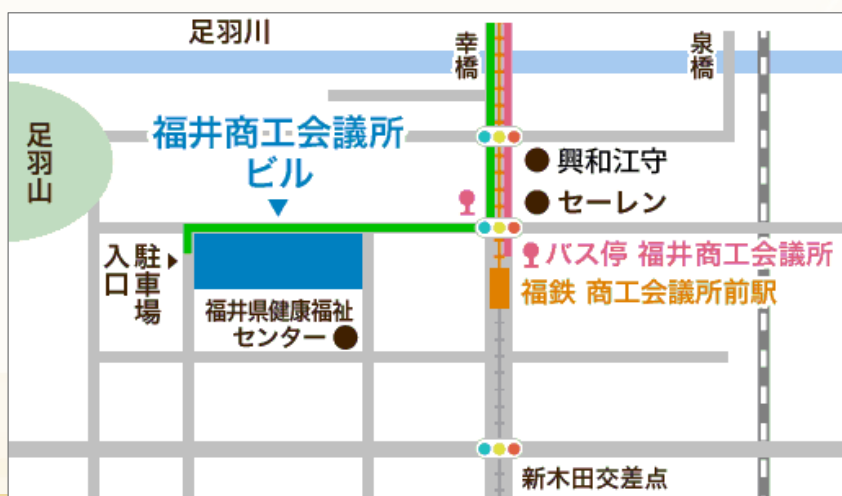 足羽川
幸橋
泉橋
足羽山
福井商工会議所
ビル
興和江守
セーレン
バス停 福井商工会議所
福鉄 商工会議所前駅
駐車場
入口
福井県健康福祉
センター
新木田交差点